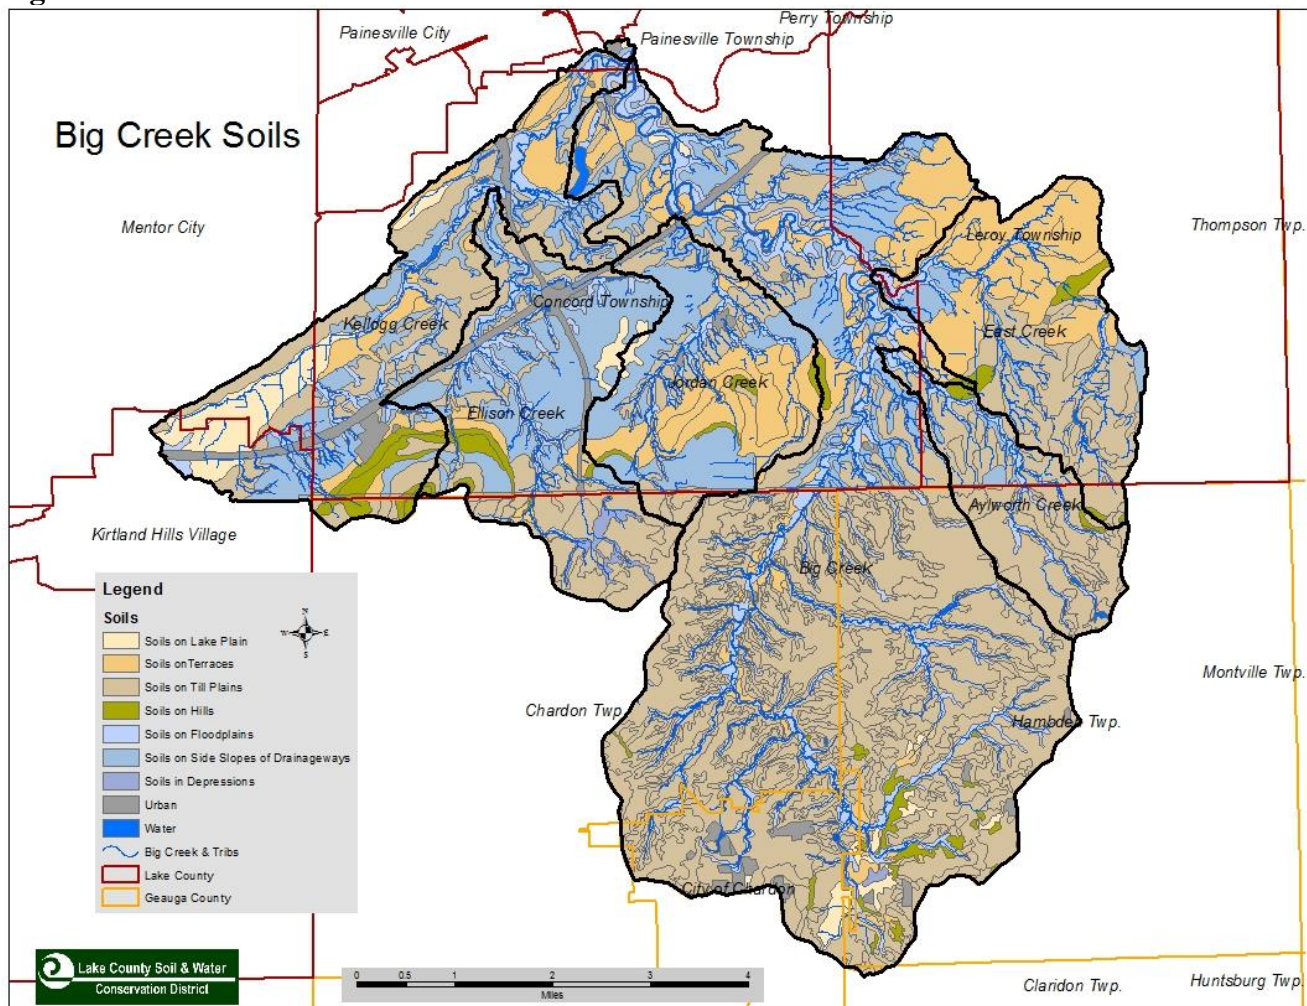 Painesville City
Perry Township
Painesville Township
Big Creek Soils
Mentor City
Thompson Twp.
Leroy Township
Concord Township
Kellogg Creek
East Creek
Jordan Creek
Ellison Creek
Aylworth Creek
Kirtland Hills Village
Big Creek
Legend
Soils
N
W
E
S
Soils on Lake Plain
Soils on Terraces
Soils on Till Plains
Soils on Hills
Soils on Floodplains
Soils on Side Slopes of Drainageways
Soils in Depressions
Urban
Water
Big Creek & Tribs
Lake County
Geauga County
Montville Twp.
Chardon Twp.
Hambden Twp.
City of Chardon
Lake County Soil & Water
Conservation District
0 0.5 1 2 3 4
Miles
Claridon Twp.
Huntsburg Twp.